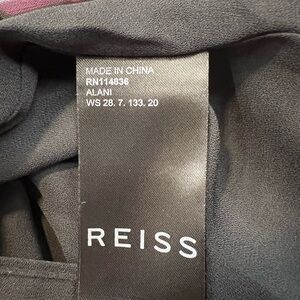 MADE IN CHINA
RN114836
ALANI
WS 28. 7. 133. 20
REISS